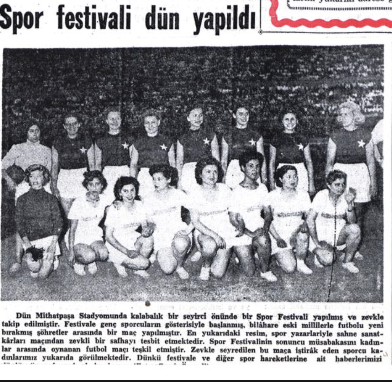 Spor festivali dün yapıldı
Dün Mithatpaşa Stadyomunda kalabalık bir seyirci önünde bir Spor Festivali yapılmış ve zevkle
takip edilmiştir. Festivale genç sporcuların gösterisiyle başlanmış, bilâhare eski millilerle futbolu yeni
bırakmış şöhretler arasında bir maç yapılmıştır. En yukarıdaki resim, spor yazarlariyle sahne sanat-
kârları maçından zevkli bir safhayı tesbit etmektedir. Spor Festivalinin sonuncu müsabakasını kadın-
lar arasında oynanan futbol maçı teşkil etmiştir. Zevkle seyredilen bu maça iştirâk eden sporcu ka-
dınlarımız yukarıda görülmektedir. Dünkü festivale ve diğer spor hareketlerine ait haberlerimizi